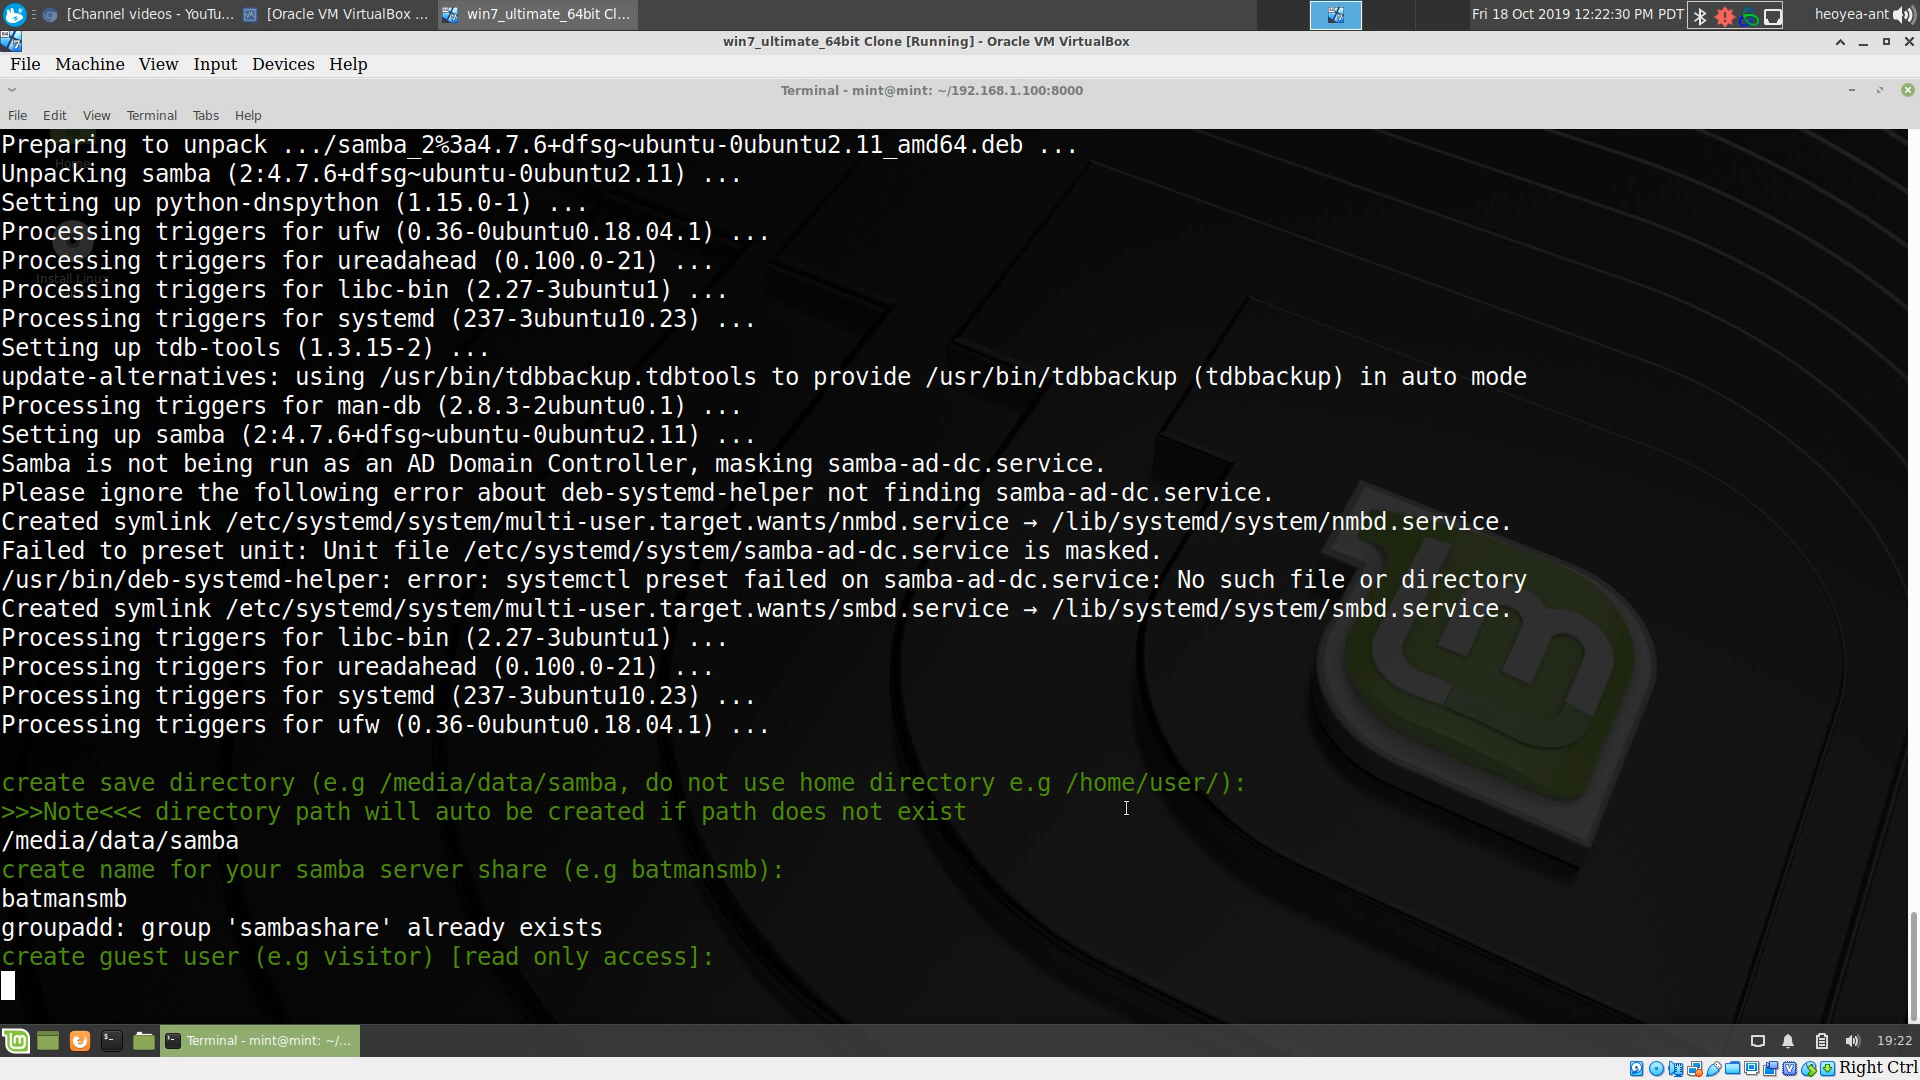 [Channel videos - YouTu... [Oracle VM VirtualBox ... win7_ultimate_64bit Cl... Fri 18 Oct 2019 12:22:30 PM PDT heoyea-ant
win7_ultimate_64bit Clone [Running] - Oracle VM VirtualBox
File Machine View Input Devices Help
Terminal - mint@mint: ~/192.168.1.100:8000
File Edit View Terminal Tabs Help
Preparing to unpack .../samba_2%3a4.7.6+dfsg~ubuntu-0ubuntu2.11_amd64.deb ...
Home
Unpacking samba (2:4.7.6+dfsg~ubuntu-0ubuntu2.11) ...
Setting up python-dnspython (1.15.0-1) ...
Processing triggers for ufw (0.36-0ubuntu0.18.04.1) ...
Processing triggers for ureadahead (0.100.0-21) ...
Install Linux
Processing triggers for libc-bin (2.27-3ubuntu1) ...
Processing triggers for systemd (237-3ubuntu10.23) ...
Setting up tdb-tools (1.3.15-2) ...
update-alternatives: using /usr/bin/tdbbackup.tdbtools to provide /usr/bin/tdbbackup (tdbbackup) in auto mode
Processing triggers for man-db (2.8.3-2ubuntu0.1) ...
Setting up samba (2:4.7.6+dfsg~ubuntu-0ubuntu2.11) ...
Samba is not being run as an AD Domain Controller, masking samba-ad-dc.service.
Please ignore the following error about deb-systemd-helper not finding samba-ad-dc.service.
Created symlink /etc/systemd/system/multi-user.target.wants/nmbd.service → /lib/systemd/system/nmbd.service.
Failed to preset unit: Unit file /etc/systemd/system/samba-ad-dc.service is masked.
/usr/bin/deb-systemd-helper: error: systemctl preset failed on samba-ad-dc.service: No such file or directory
Created symlink /etc/systemd/system/multi-user.target.wants/smbd.service → /lib/systemd/system/smbd.service.
Processing triggers for libc-bin (2.27-3ubuntu1) ...
Processing triggers for ureadahead (0.100.0-21) ...
Processing triggers for systemd (237-3ubuntu10.23) ...
Processing triggers for ufw (0.36-0ubuntu0.18.04.1) ...
create save directory (e.g /media/data/samba, do not use home directory e.g /home/user/):
>>>Note<<< directory path will auto be created if path does not exist
/media/data/samba
create name for your samba server share (e.g batmansmb):
batmansmb
groupadd: group 'sambashare' already exists
create guest user (e.g visitor) [read only access]:
Terminal - mint@mint: ~/... 19:22
Right Ctrl